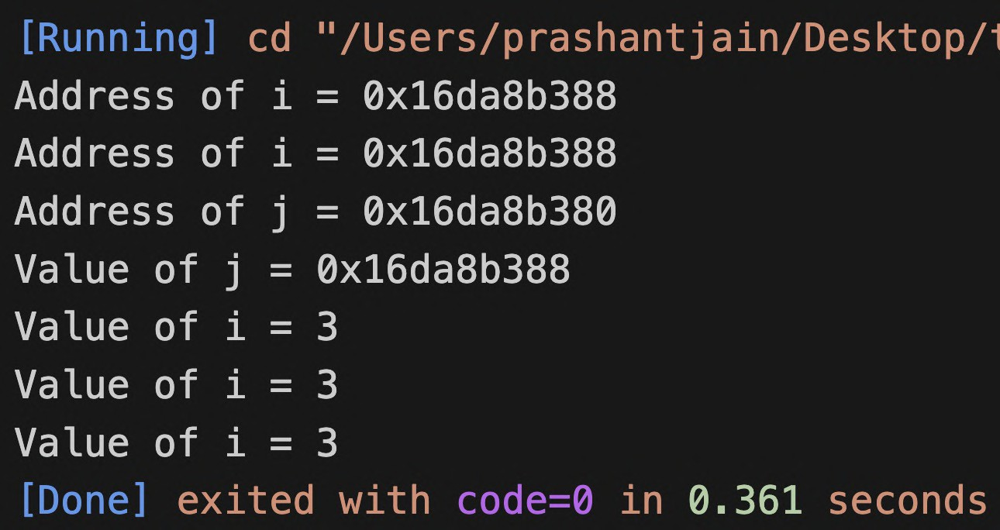 [Running] cd "/Users/prashantjain/Desktop/
Address of i = 0x16da8b388
Address of i = 0x16da8b388
Address of j = 0x16da8b380
Value of j = 0x16da8b388
Value of i = 3
Value of i = 3
Value of i = 3
[Done] exited with code=0 in 0.361 seconds